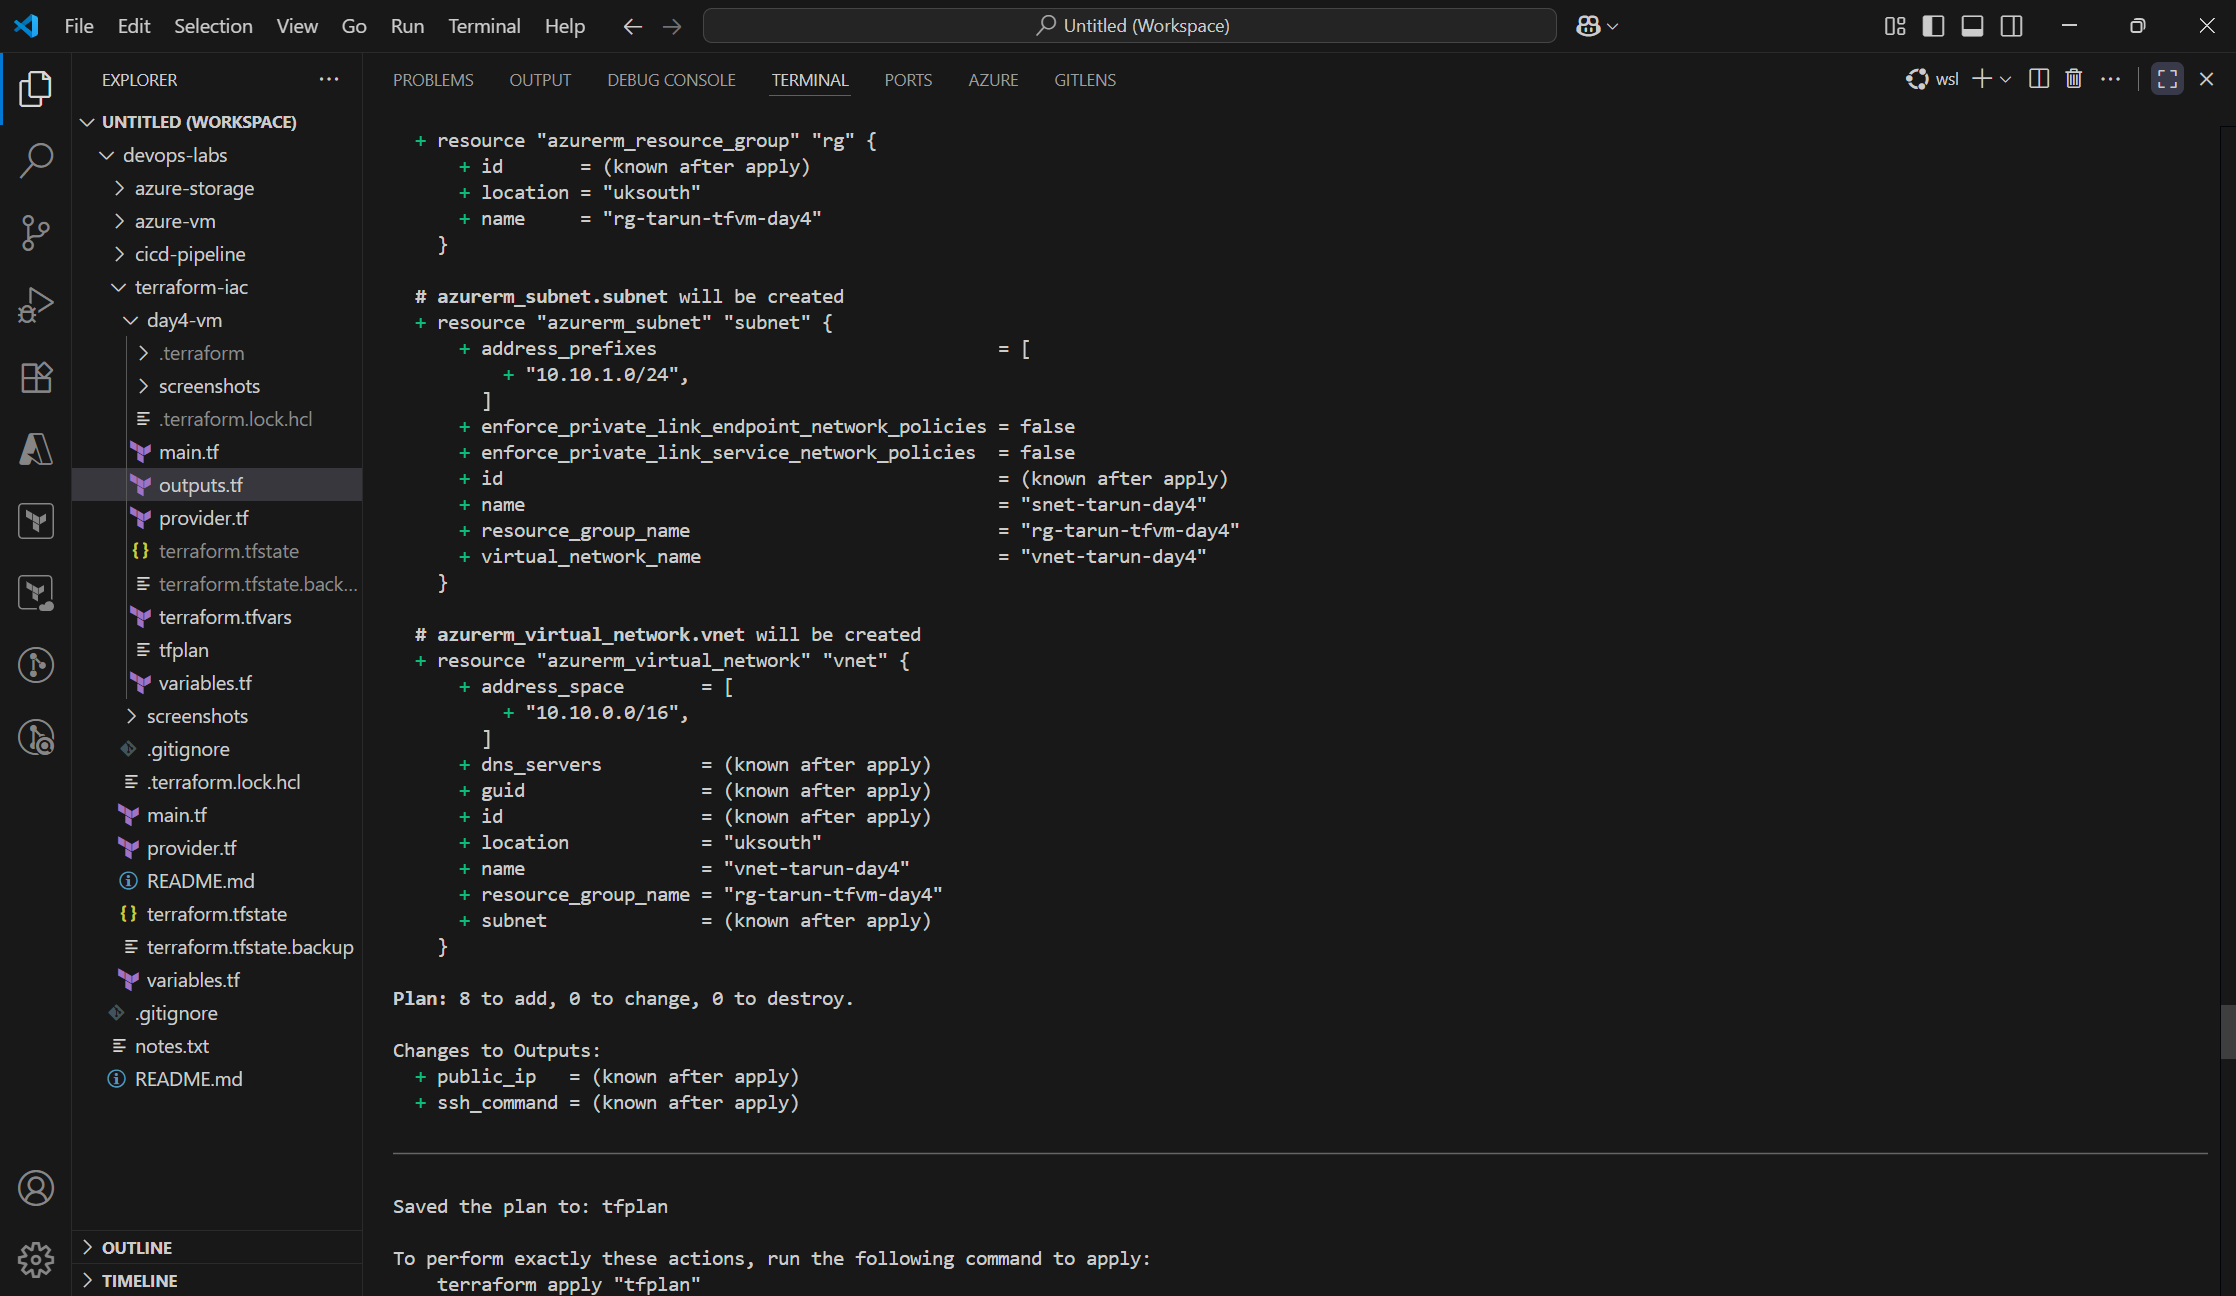 File Edit Selection View Go Run Terminal Help Untitled (Workspace)
EXPLORER
UNTITLED (WORKSPACE)
devops-labs
azure-storage
azure-vm
cicd-pipeline
terraform-iac
day4-vm
.terraform
screenshots
.terraform.lock.hcl
main.tf
outputs.tf
provider.tf
terraform.tfstate
terraform.tfstate.back...
terraform.tfvars
tfplan
variables.tf
screenshots
.gitignore
.terraform.lock.hcl
main.tf
provider.tf
README.md
terraform.tfstate
terraform.tfstate.backup
variables.tf
.gitignore
notes.txt
README.md
OUTLINE
TIMELINE
PROBLEMS OUTPUT DEBUG CONSOLE TERMINAL PORTS AZURE GITLENS wsl
+ resource "azurerm_resource_group" "rg" {
+ id = (known after apply)
+ location = "uksouth"
+ name = "rg-tarun-tfvm-day4"
}
# azurerm_subnet.subnet will be created
+ resource "azurerm_subnet" "subnet" {
+ address_prefixes = [
+ "10.10.1.0/24",
]
+ enforce_private_link_endpoint_network_policies = false
+ enforce_private_link_service_network_policies = false
+ id = (known after apply)
+ name = "snet-tarun-day4"
+ resource_group_name = "rg-tarun-tfvm-day4"
+ virtual_network_name = "vnet-tarun-day4"
}
# azurerm_virtual_network.vnet will be created
+ resource "azurerm_virtual_network" "vnet" {
+ address_space = [
+ "10.10.0.0/16",
]
+ dns_servers = (known after apply)
+ guid = (known after apply)
+ id = (known after apply)
+ location = "uksouth"
+ name = "vnet-tarun-day4"
+ resource_group_name = "rg-tarun-tfvm-day4"
+ subnet = (known after apply)
}
Plan: 8 to add, 0 to change, 0 to destroy.
Changes to Outputs:
+ public_ip = (known after apply)
+ ssh_command = (known after apply)
Saved the plan to: tfplan
To perform exactly these actions, run the following command to apply:
terraform apply "tfplan"